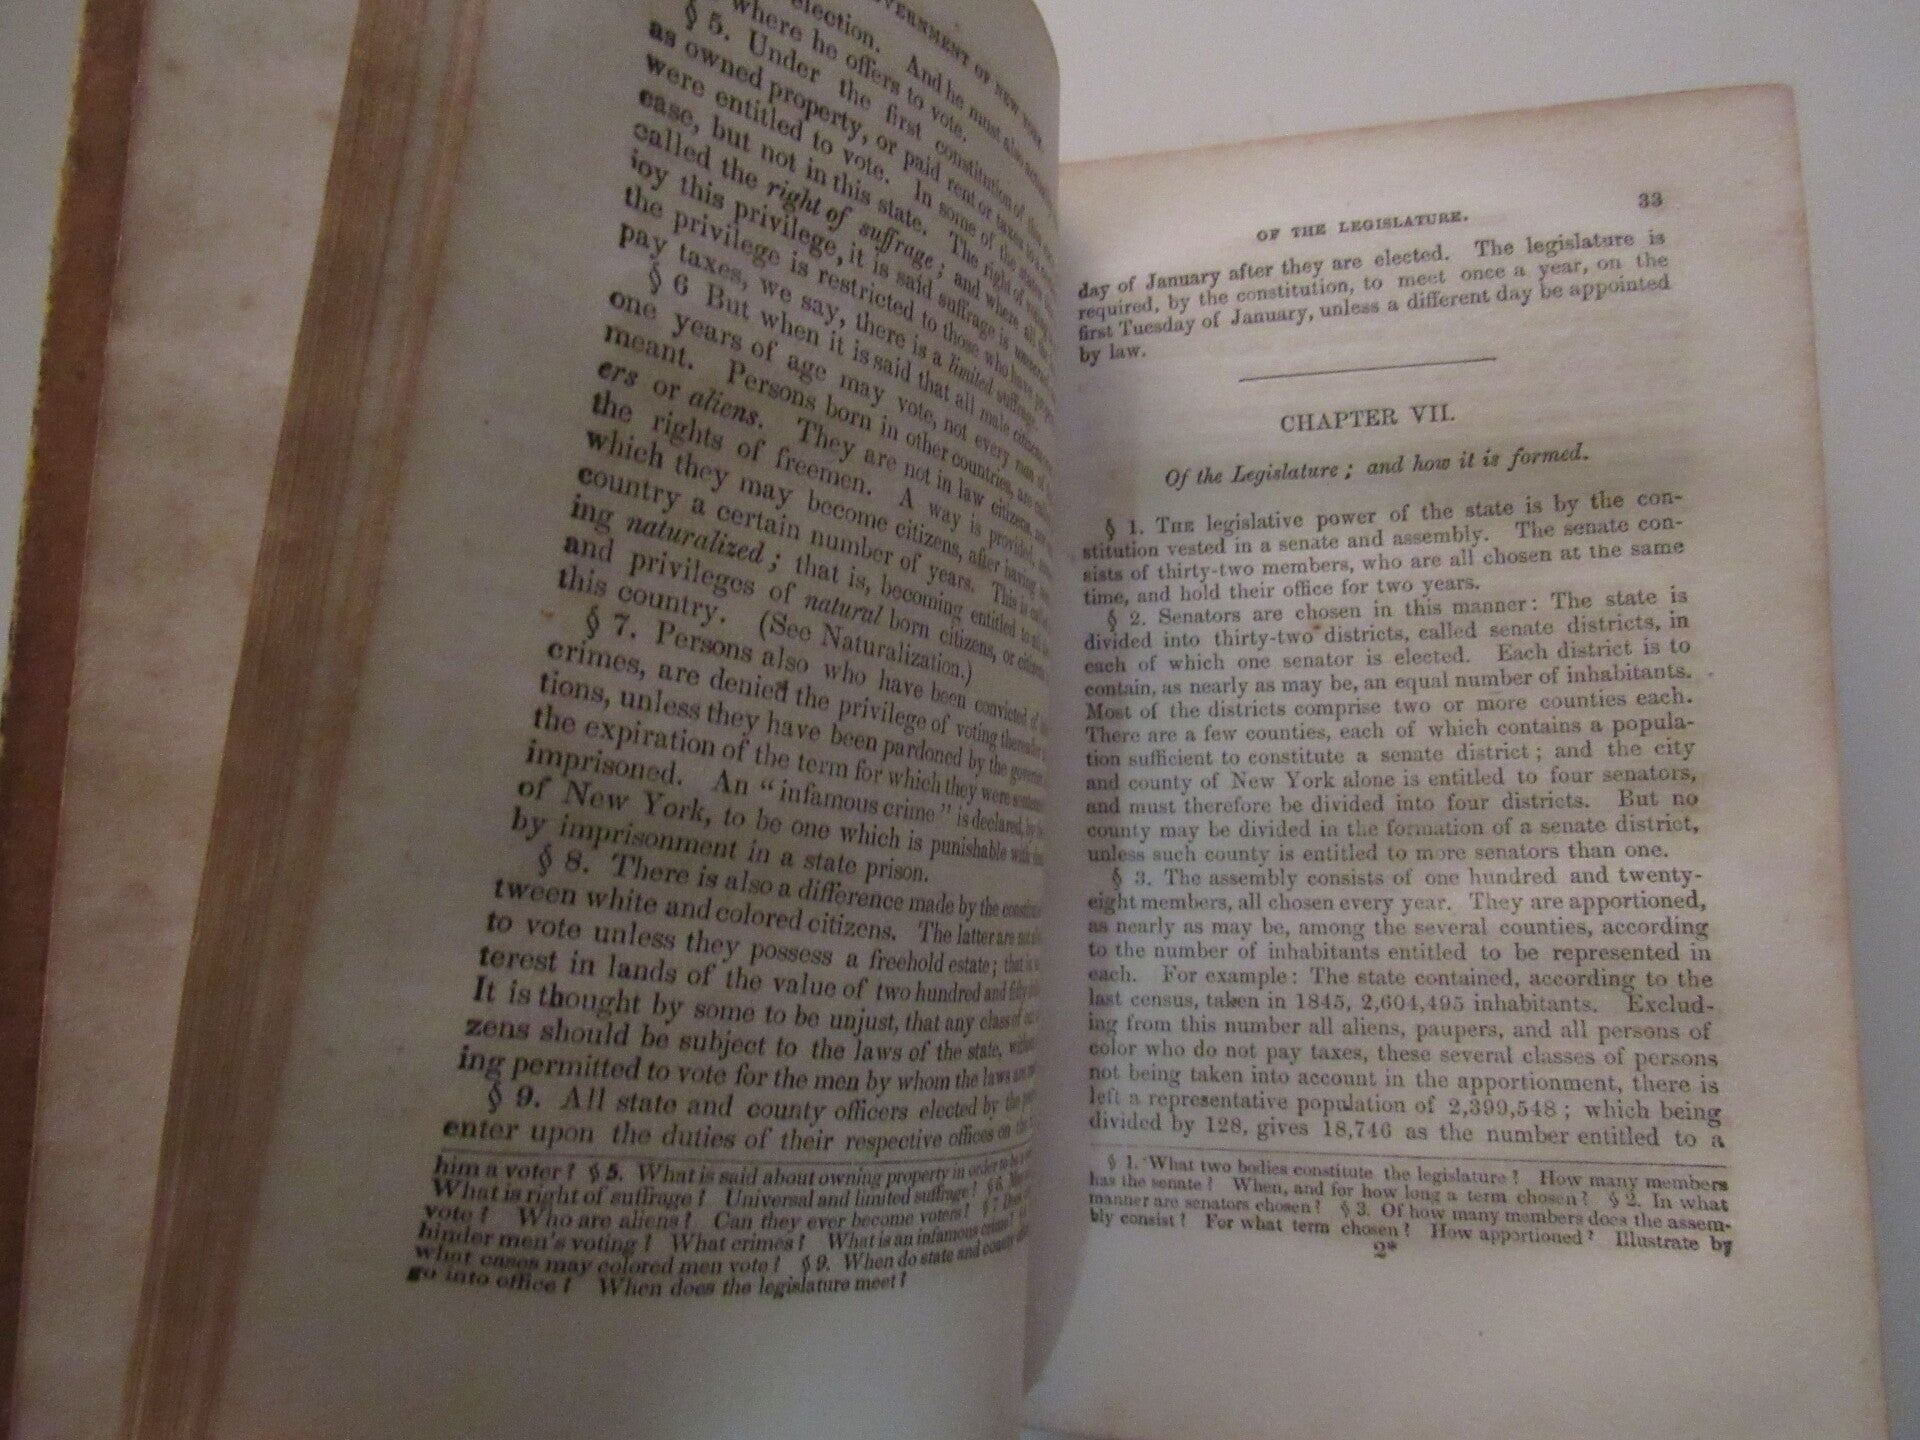 GOVERNMENT OF NEW YORK.
election. And he must also actually
where he offers to vote.
§ 5. Under the first constitution of this state
as owned property, or paid rent or taxes to a
were entitled to vote. In some of the states this
case, but not in this state. The right of voting
called the right of suffrage; and where all
joy this privilege, it is said suffrage is universal
the privilege is restricted to those who have
pay taxes, we say, there is a limited suffrage.
§ 6 But when it is said that all male citizens
one years of age may vote, not every man
meant. Persons born in other countries, are
ers or aliens. They are not in law citizens,
the rights of freemen. A way is provided,
which they may become citizens, after having
country a certain number of years. This is
ing naturalized; that is, becoming entitled to
and privileges of natural born citizens, or citizens
this country. (See Naturalization.)
§ 7. Persons also who have been convicted of
crimes, are denied the privilege of voting thereafter
tions, unless they have been pardoned by the governor
the expiration of the term for which they were
imprisoned. An "infamous crime" is declared, by
of New York, to be one which is punishable with
by imprisonment in a state prison.
§ 8. There is also a difference made by the
tween white and colored citizens. The latter are not
to vote unless they possess a freehold estate; that is
terest in lands of the value of two hundred and fifty
It is thought by some to be unjust, that any class of
zens should be subject to the laws of the state,
ing permitted to vote for the men by whom the laws are
§ 9. All state and county officers elected by the
enter upon the duties of their respective offices on the
him a voter? § 5. What is said about owning property in order to be a
What is right of suffrage? Universal and limited suffrage? § 6.
vote? Who are aliens? Can they ever become voters? § 7
hinder men's voting? What crimes? What is an infamous crime?
what cases may colored men vote? § 9. When do state and county
go into office? When does the legislature meet?
OF THE LEGISLATURE. 33
day of January after they are elected. The legislature is
required, by the constitution, to meet once a year, on the
first Tuesday of January, unless a different day be appointed
by law.
CHAPTER VII.
Of the Legislature; and how it is formed.
§ 1. THE legislative power of the state is by the con-
stitution vested in a senate and assembly. The senate con-
sists of thirty-two members, who are all chosen at the same
time, and hold their office for two years.
§ 2. Senators are chosen in this manner: The state is
divided into thirty-two districts, called senate districts, in
each of which one senator is elected. Each district is to
contain, as nearly as may be, an equal number of inhabitants.
Most of the districts comprise two or more counties each.
There are a few counties, each of which contains a popula-
tion sufficient to constitute a senate district; and the city
and county of New York alone is entitled to four senators,
and must therefore be divided into four districts. But no
county may be divided in the formation of a senate district,
unless such county is entitled to more senators than one.
§ 3. The assembly consists of one hundred and twenty-
eight members, all chosen every year. They are apportioned,
as nearly as may be, among the several counties, according
to the number of inhabitants entitled to be represented in
each. For example: The state contained, according to the
last census, taken in 1845, 2,604,495 inhabitants. Exclud-
ing from this number all aliens, paupers, and all persons of
color who do not pay taxes, these several classes of persons
not being taken into account in the apportionment, there is
left a representative population of 2,399,548; which being
divided by 128, gives 18,746 as the number entitled to a
§ 1. What two bodies constitute the legislature? How many members
has the senate? When, and for how long a term chosen? § 2. In what
manner are senators chosen? § 3. Of how many members does the assem-
bly consist? For what term chosen? How apportioned? Illustrate by
2*